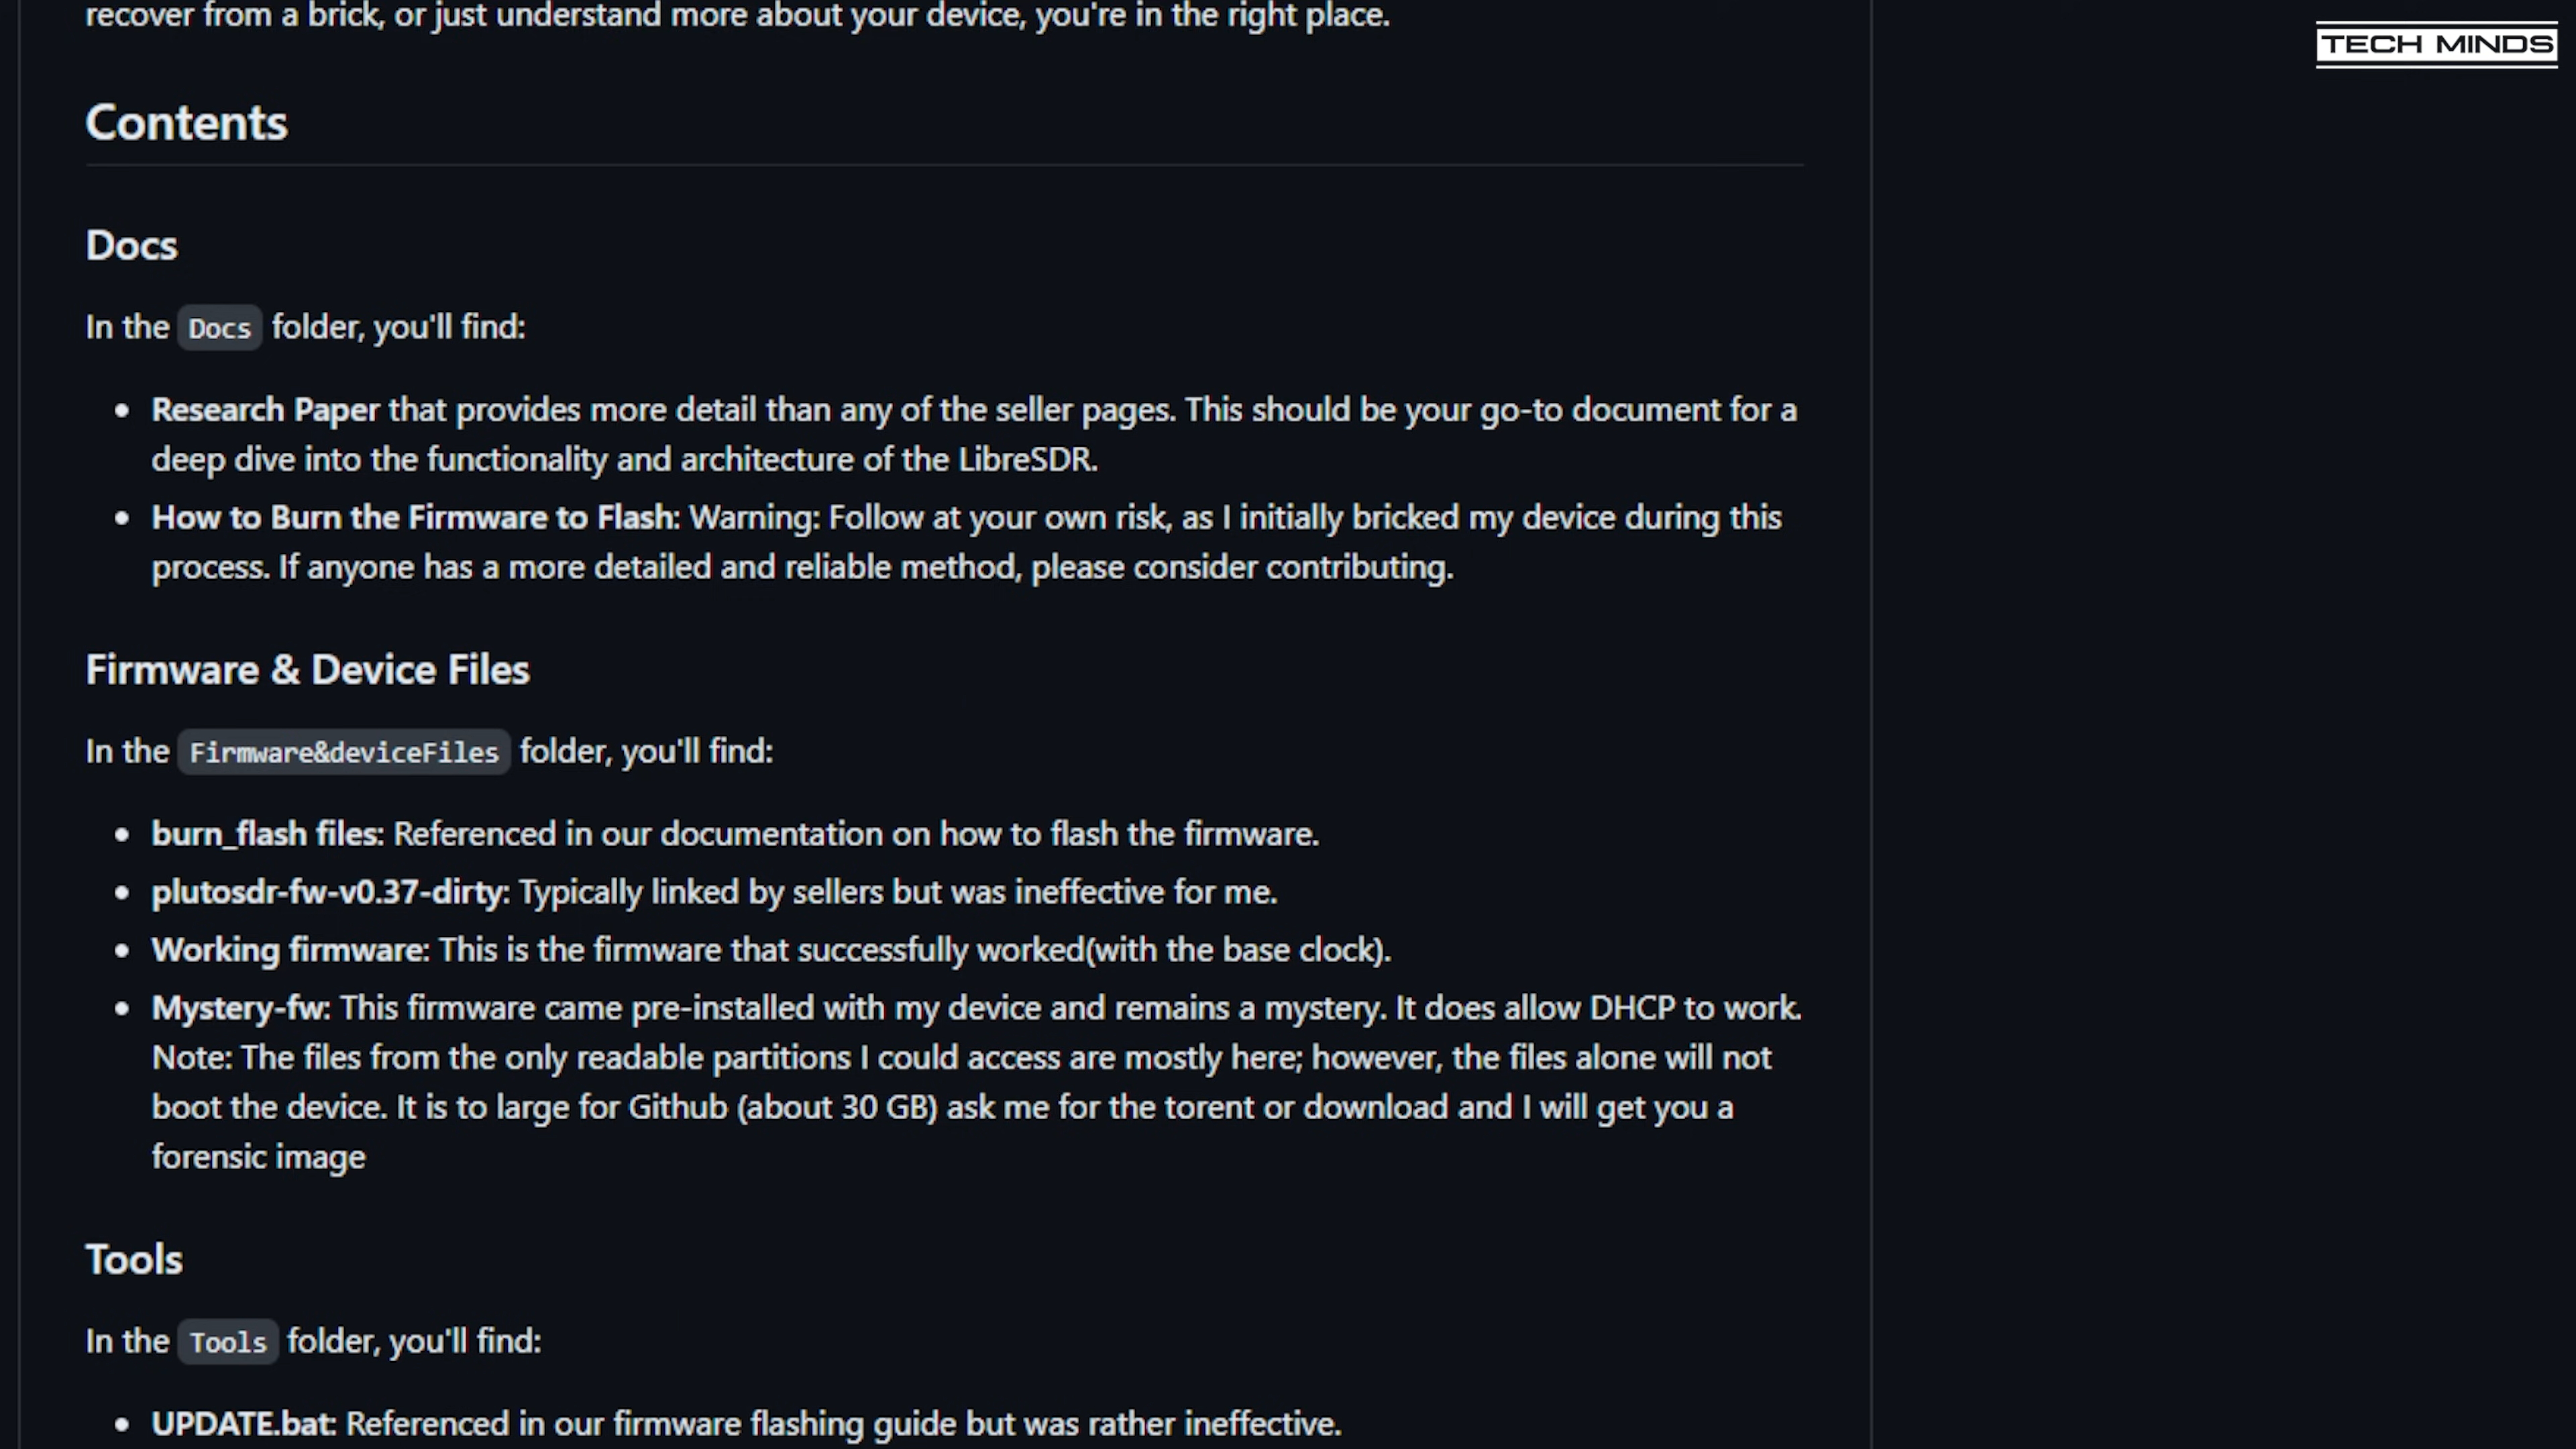 recover from a brick, or just understand more about your device, you're in the right place.
TECH MINDS
Contents
Docs
In the Docs folder, you'll find:
Research Paper that provides more detail than any of the seller pages. This should be your go-to document for a
deep dive into the functionality and architecture of the LibreSDR.
How to Burn the Firmware to Flash: Warning: Follow at your own risk, as I initially bricked my device during this
process. If anyone has a more detailed and reliable method, please consider contributing.
Firmware & Device Files
In the Firmware&deviceFiles folder, you'll find:
burn_flash files: Referenced in our documentation on how to flash the firmware.
plutosdr-fw-v0.37-dirty: Typically linked by sellers but was ineffective for me.
Working firmware: This is the firmware that successfully worked(with the base clock).
Mystery-fw: This firmware came pre-installed with my device and remains a mystery. It does allow DHCP to work.
Note: The files from the only readable partitions I could access are mostly here; however, the files alone will not
boot the device. It is to large for Github (about 30 GB) ask me for the torent or download and I will get you a
forensic image
Tools
In the Tools folder, you'll find:
UPDATE.bat: Referenced in our firmware flashing guide but was rather ineffective.